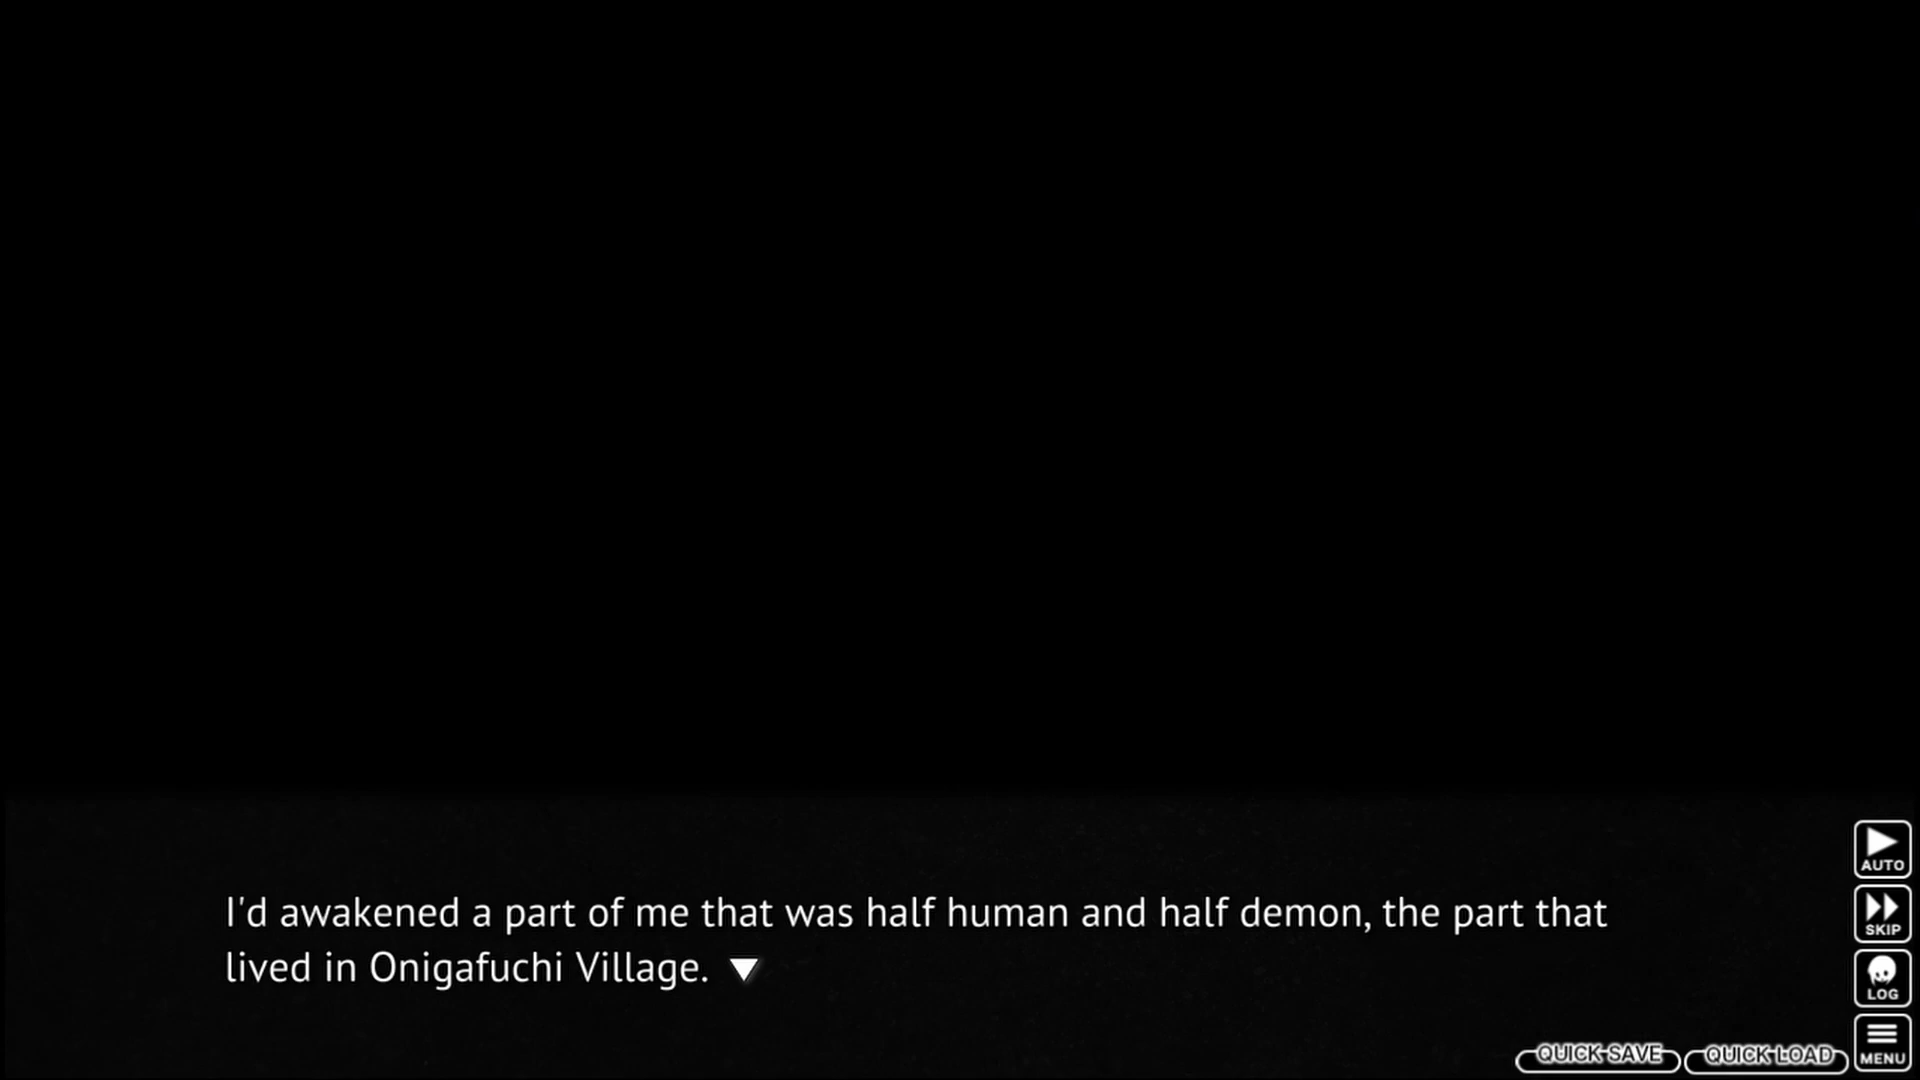 I'd awakened a part of me that was half human and half demon, the part that
lived in Onigafuchi Village.
AUTO
SKIP
LOG
MENU
QUICK SAVE QUICK LOAD